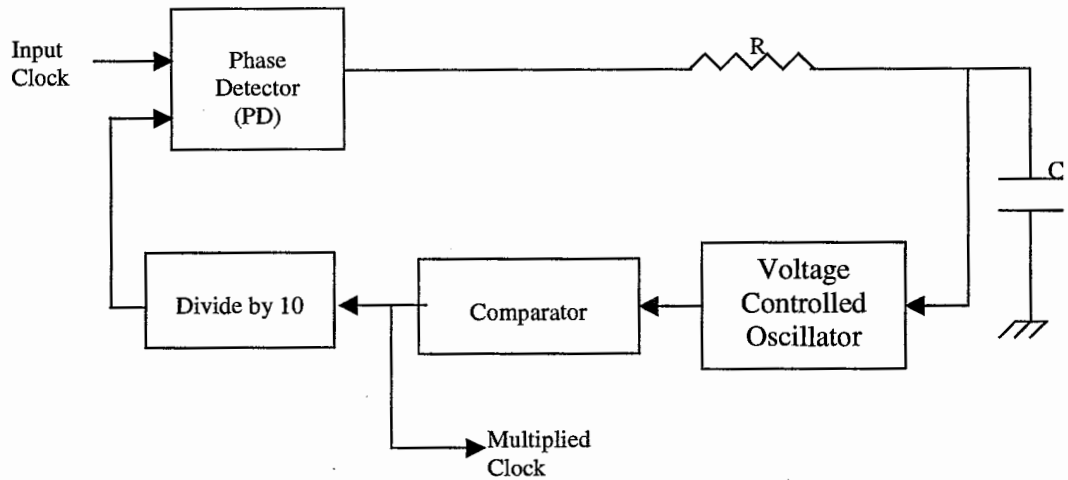 Input
Clock
Phase
Detector
(PD)
R
C
Divide by 10
Comparator
Voltage
Controlled
Oscillator
Multiplied
Clock